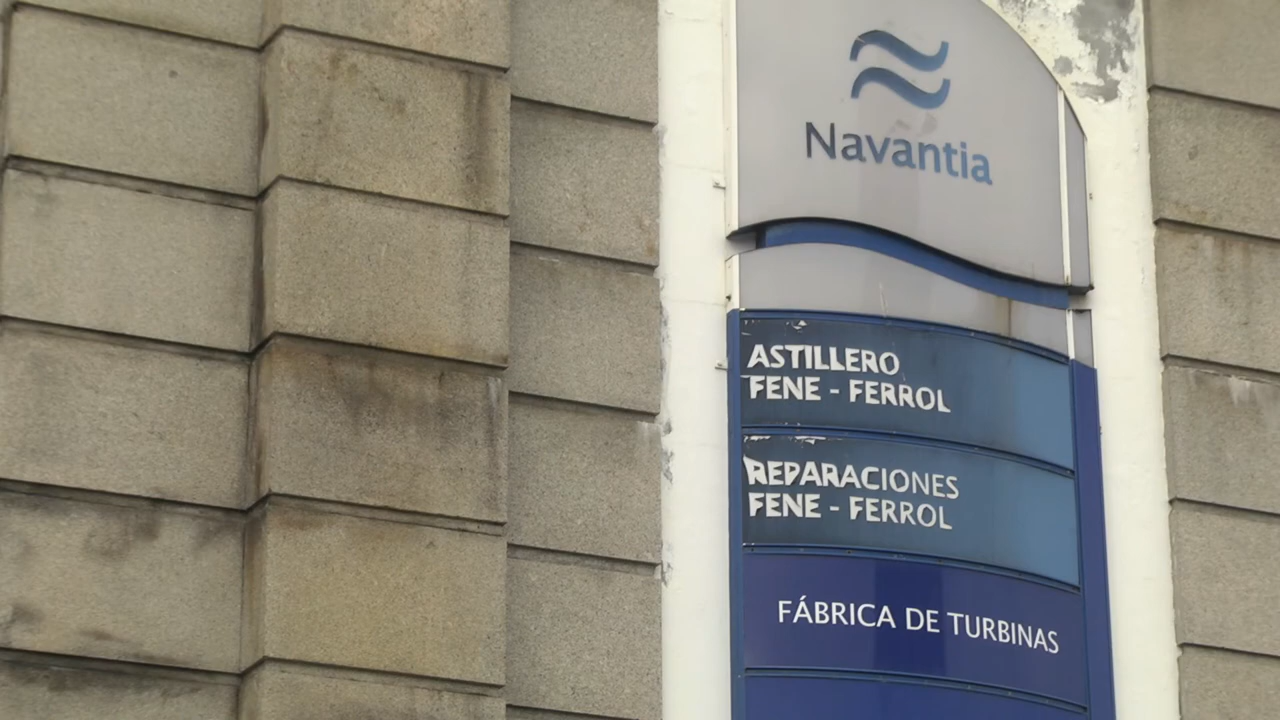 Navantia
ASTILLERO
FENE - FERROL
REPARACIONES
FENE - FERROL
FÁBRICA DE TURBINAS